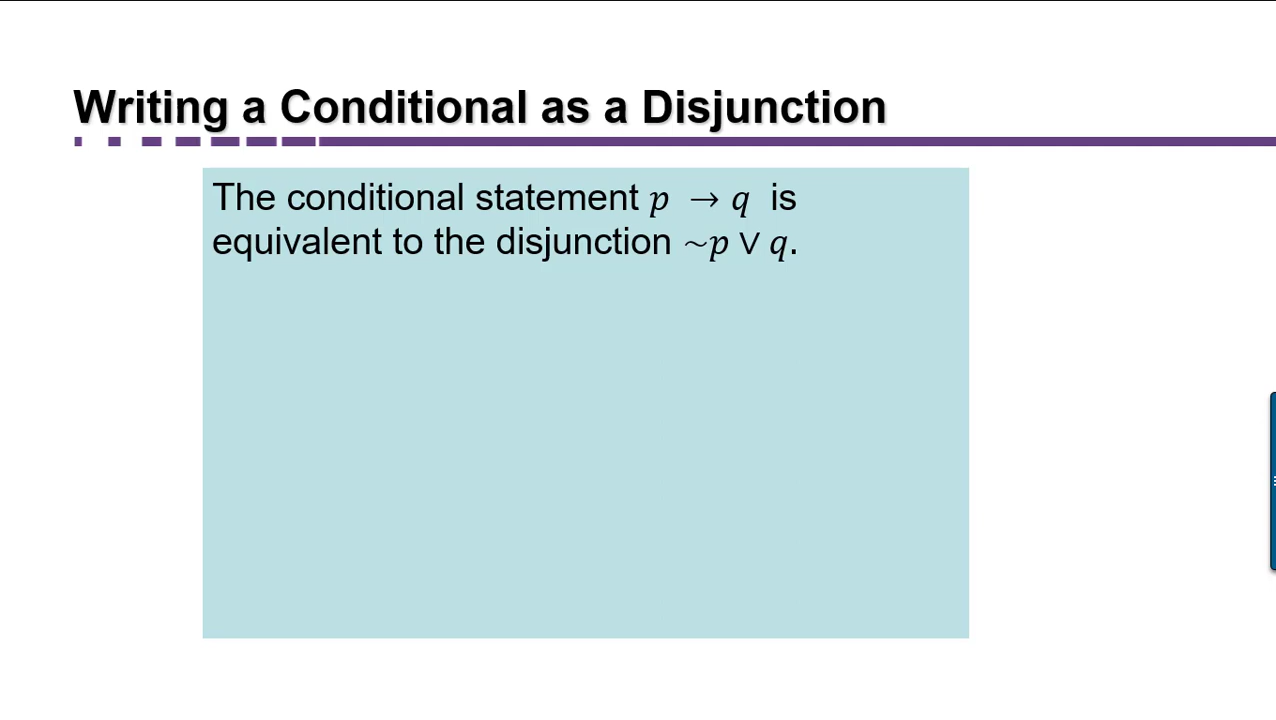 Writing a Conditional as a Disjunction
The conditional statement p → q is
equivalent to the disjunction ~p ∨ q.